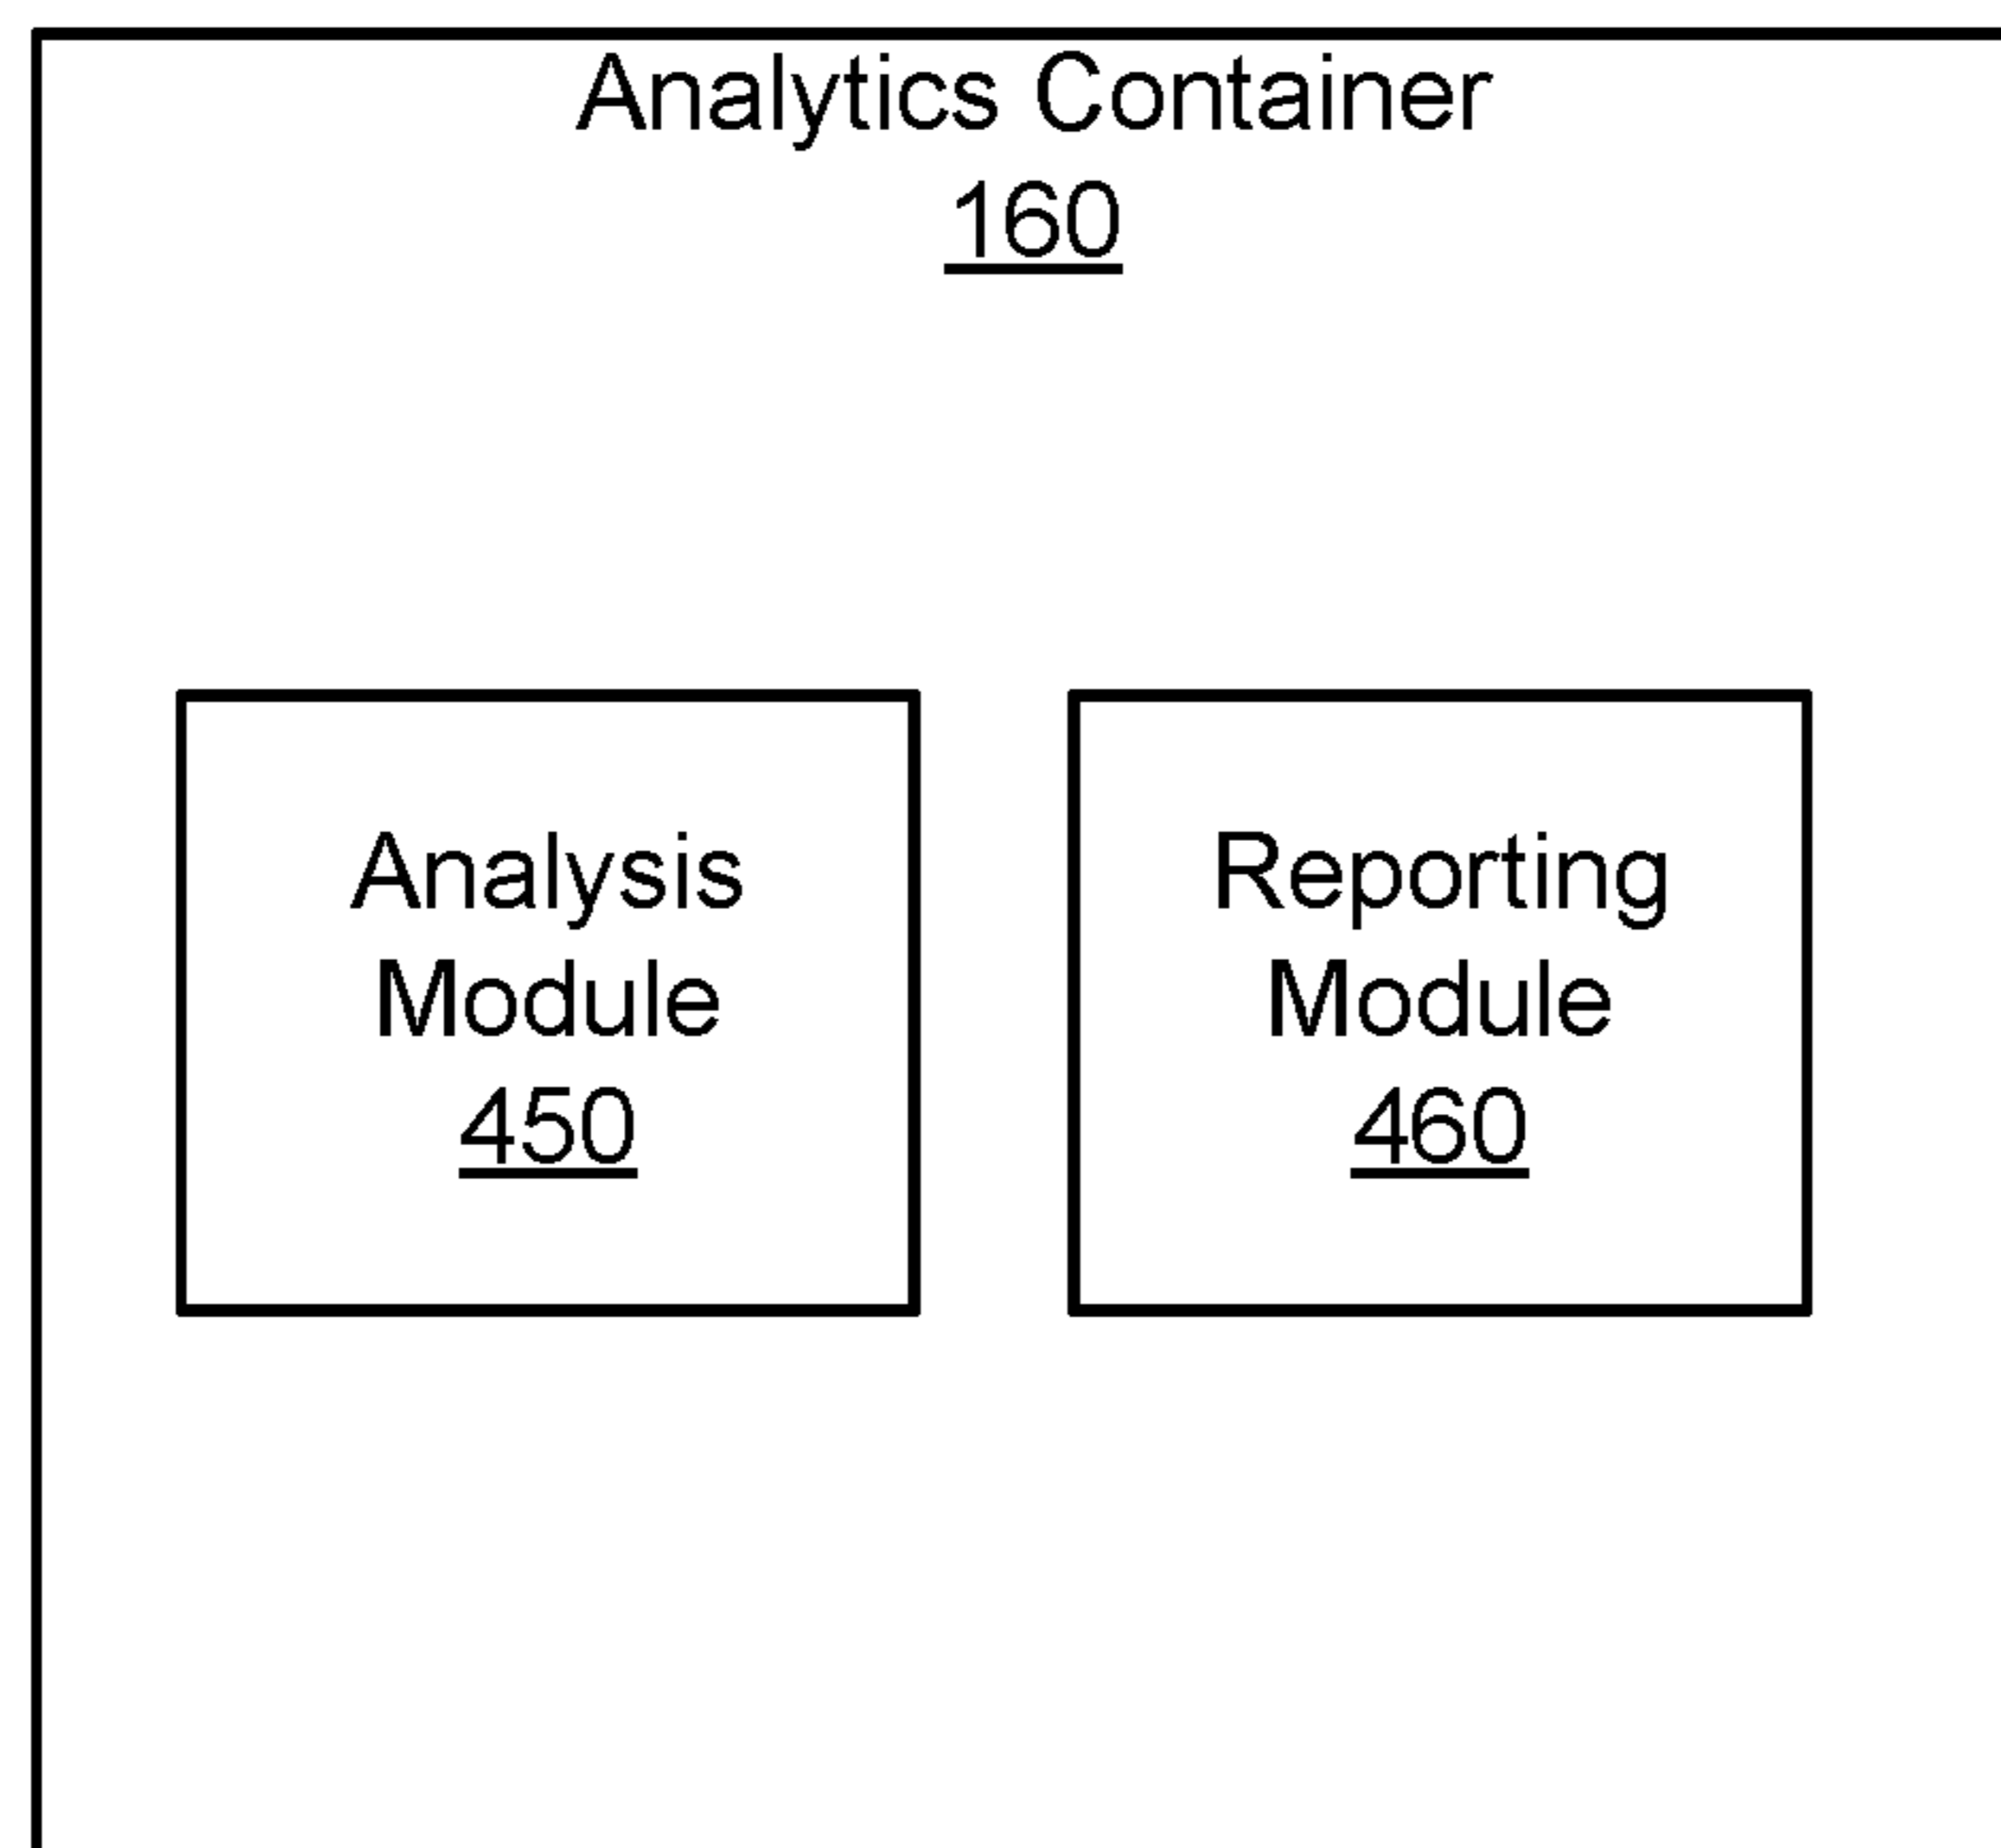 Analytics Container
160
Analysis
Module
450
Reporting
Module
460